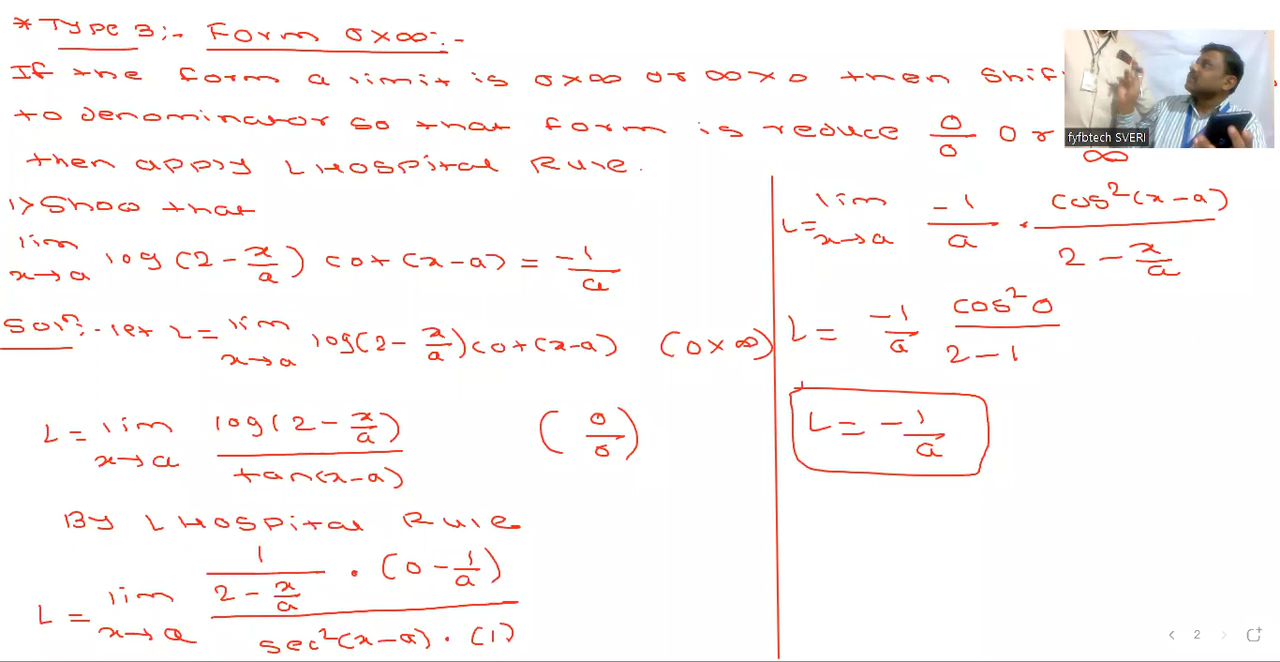 * Type 3:- Form 0×∞:-
If the form a limit is 0×∞ or ∞×0 then
to Denominator so that form is reduce 0/0 or
∞
then apply L Hospital Rule.
1> Show that
lim x→a log(2 - x/a) cot(x-a) = -1/a
Solⁿ:- let L = lim x→a log(2 - x/a) cot(x-a) (0×∞)
L = lim x→a log(2 - x/a) / tan(x-a) (0/0)
By L Hospital Rule
L = lim x→a 1/(2 - x/a) · (0 - 1/a) / sec²(x-a) · (1)
L = lim x→a -1/a · cos²(x-a) / 2 - x/a
L = -1/a cos²0 / 2-1
L = -1/a
fyfbtech SVERI
< 2 >